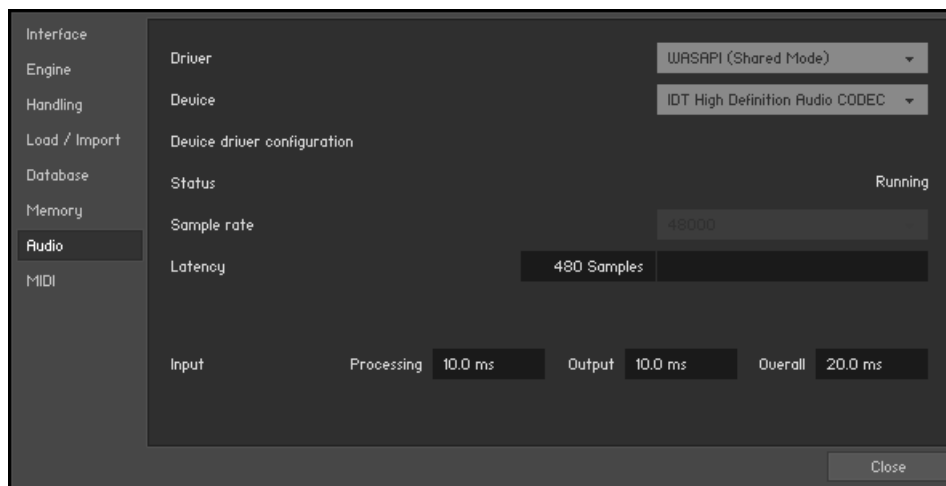 Interface
Engine
Handling
Load / Import
Database
Memory
Audio
MIDI
Driver WASAPI (Shared Mode)
Device IDT High Definition Audio CODEC
Device driver configuration
Status Running
Sample rate 48000
Latency 480 Samples
Input Processing 10.0 ms Output 10.0 ms Overall 20.0 ms
Close